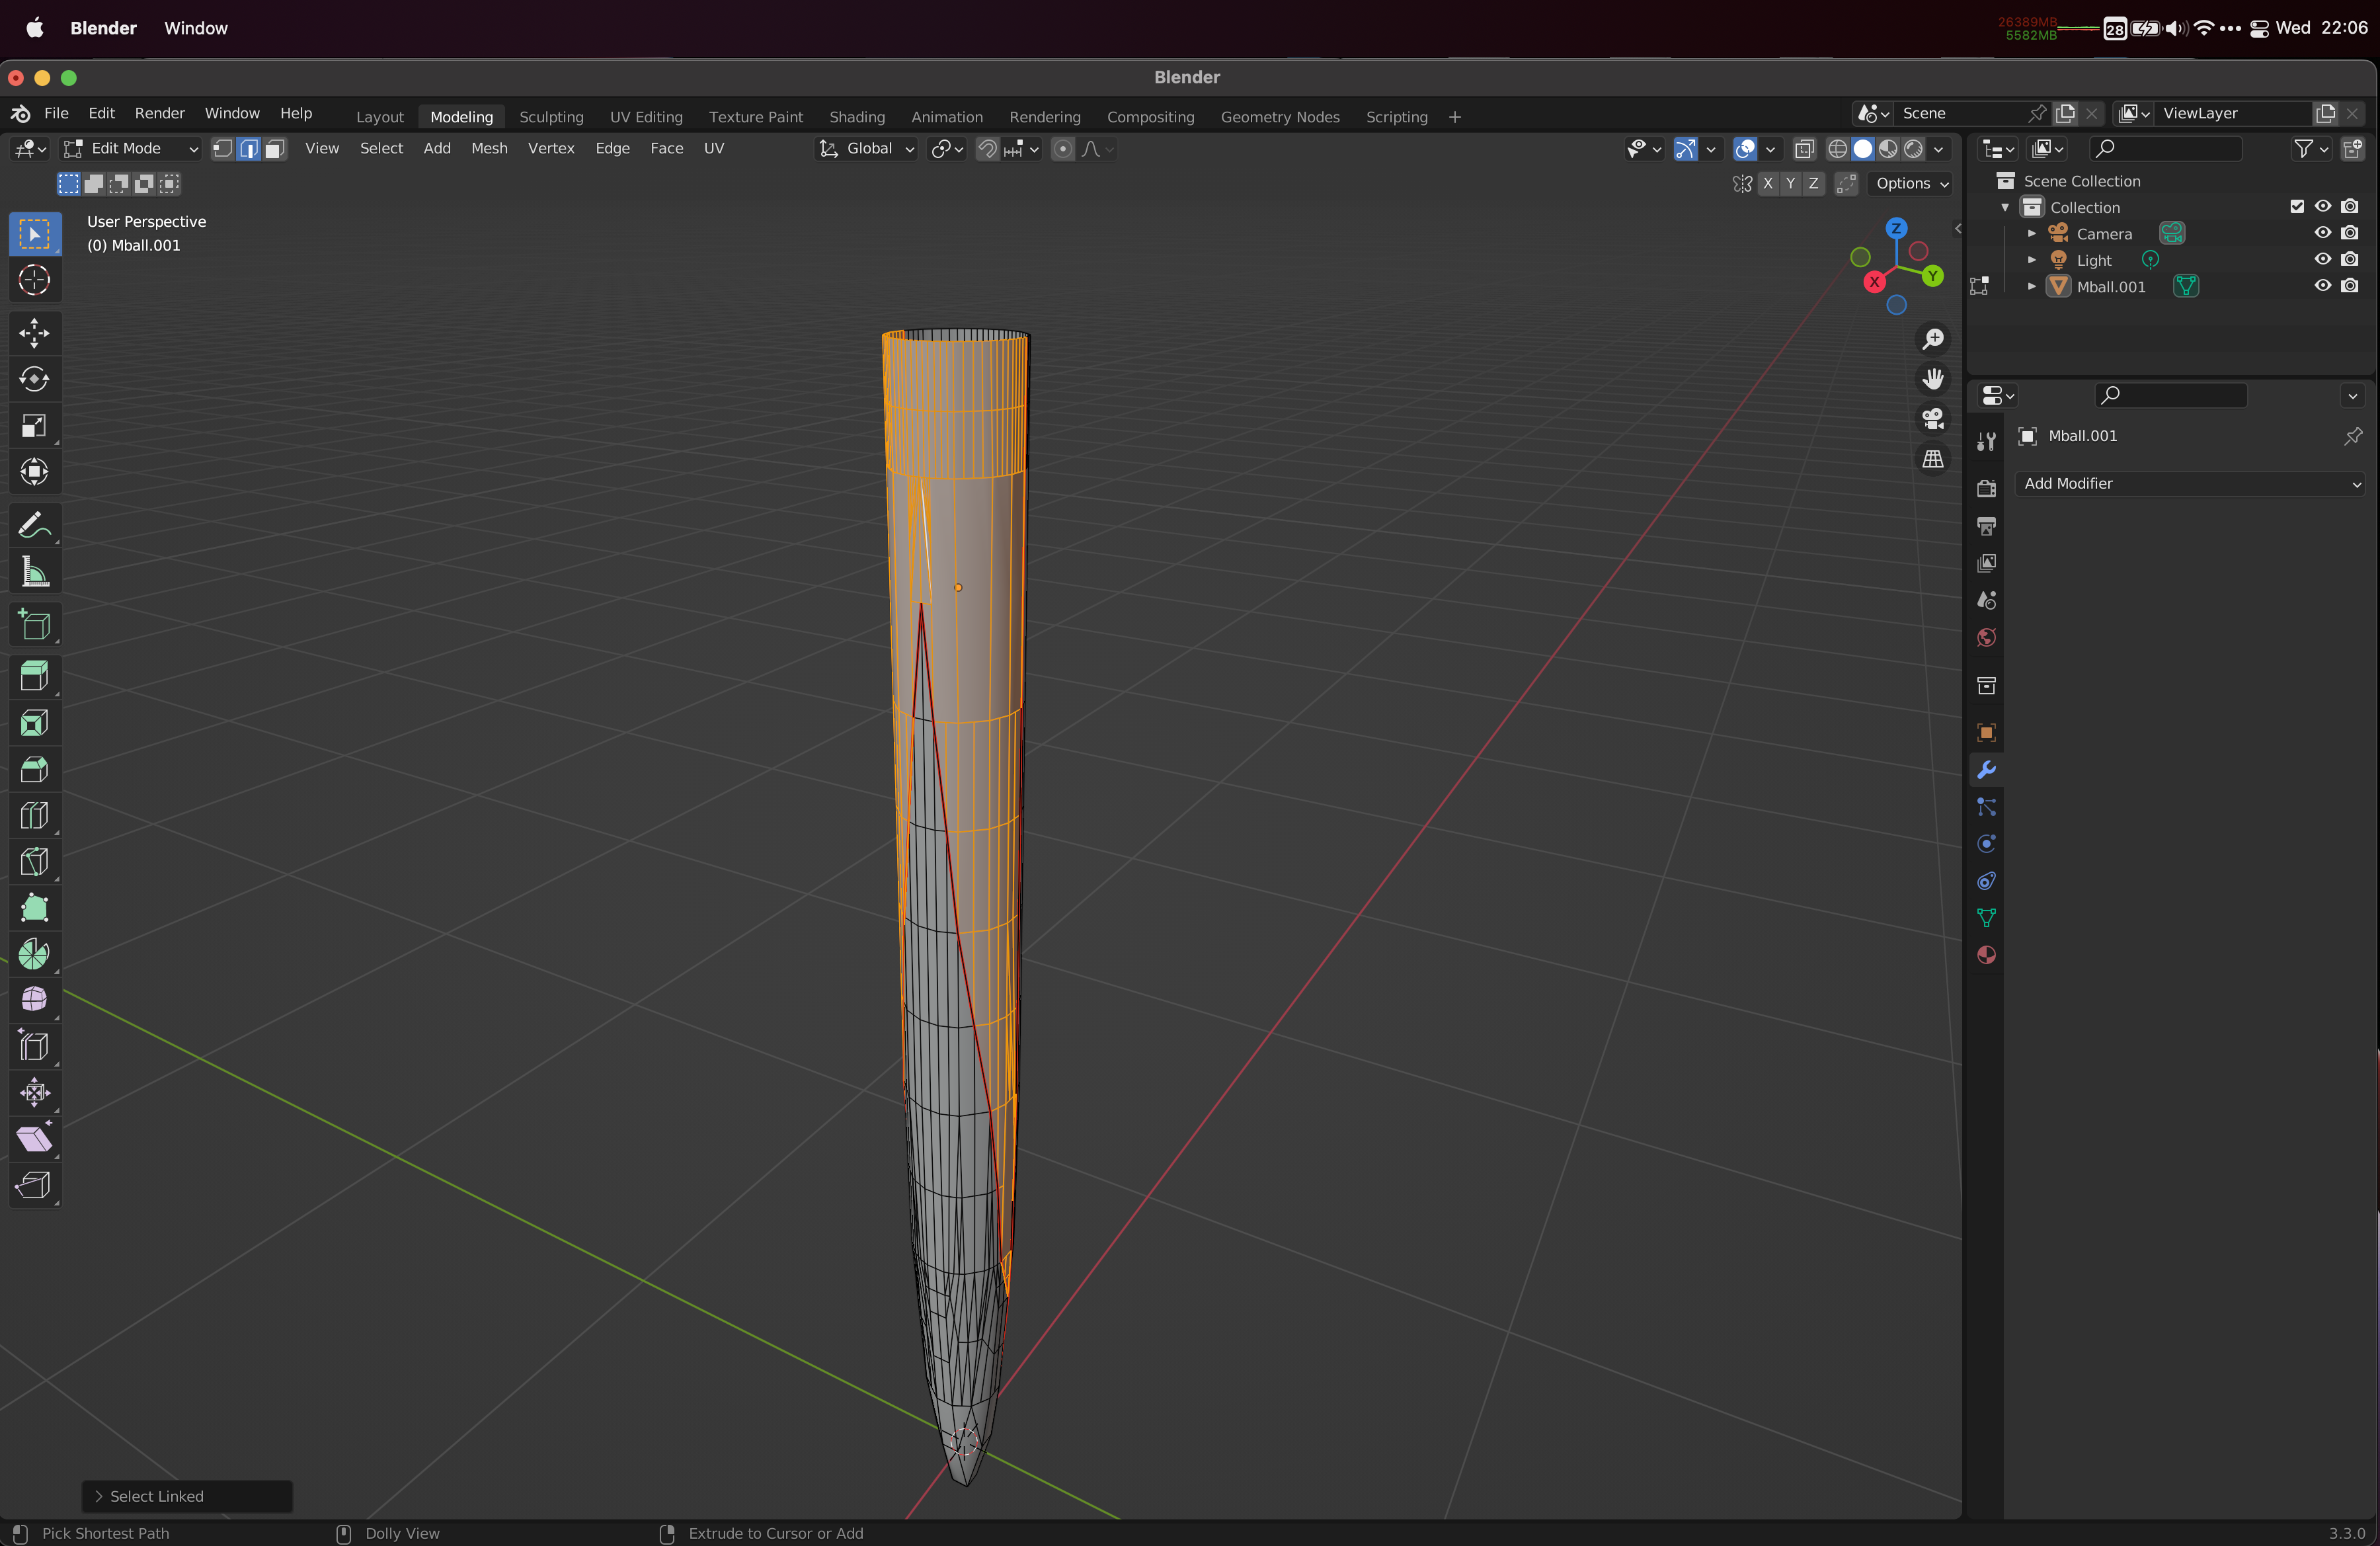 Blender Window
26389MB
5582MB
28
Wed 22:06
Blender
File Edit Render Window Help
Layout Modeling Sculpting UV Editing Texture Paint Shading Animation Rendering Compositing Geometry Nodes Scripting +
Scene
ViewLayer
Edit Mode
View Select Add Mesh Vertex Edge Face UV
Global
X Y Z
Options
User Perspective
(0) Mball.001
Z
Y
X
Scene Collection
Collection
Camera
Light
Mball.001
Mball.001
Add Modifier
Select Linked
Pick Shortest Path
Dolly View
Extrude to Cursor or Add
3.3.0